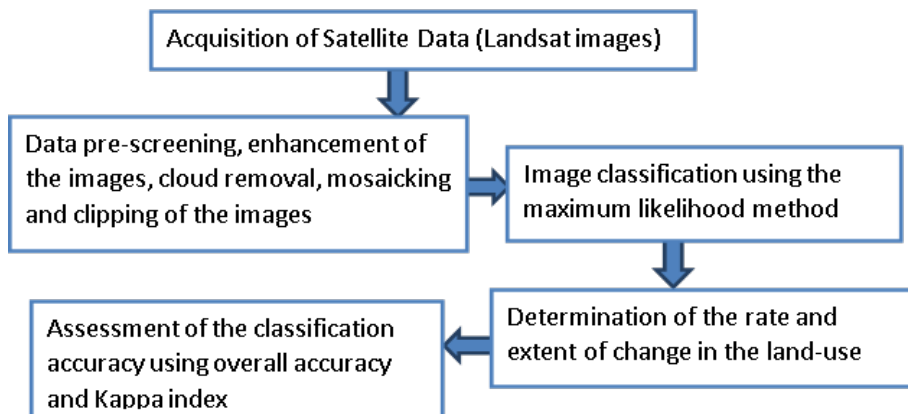 Acquisition of Satellite Data (Landsat images)
Data pre-screening, enhancement of
the images, cloud removal, mosaicking
and clipping of the images
Image classification using the
maximum likelihood method
Determination of the rate and
extent of change in the land-use
Assessment of the classification
accuracy using overall accuracy
and Kappa index